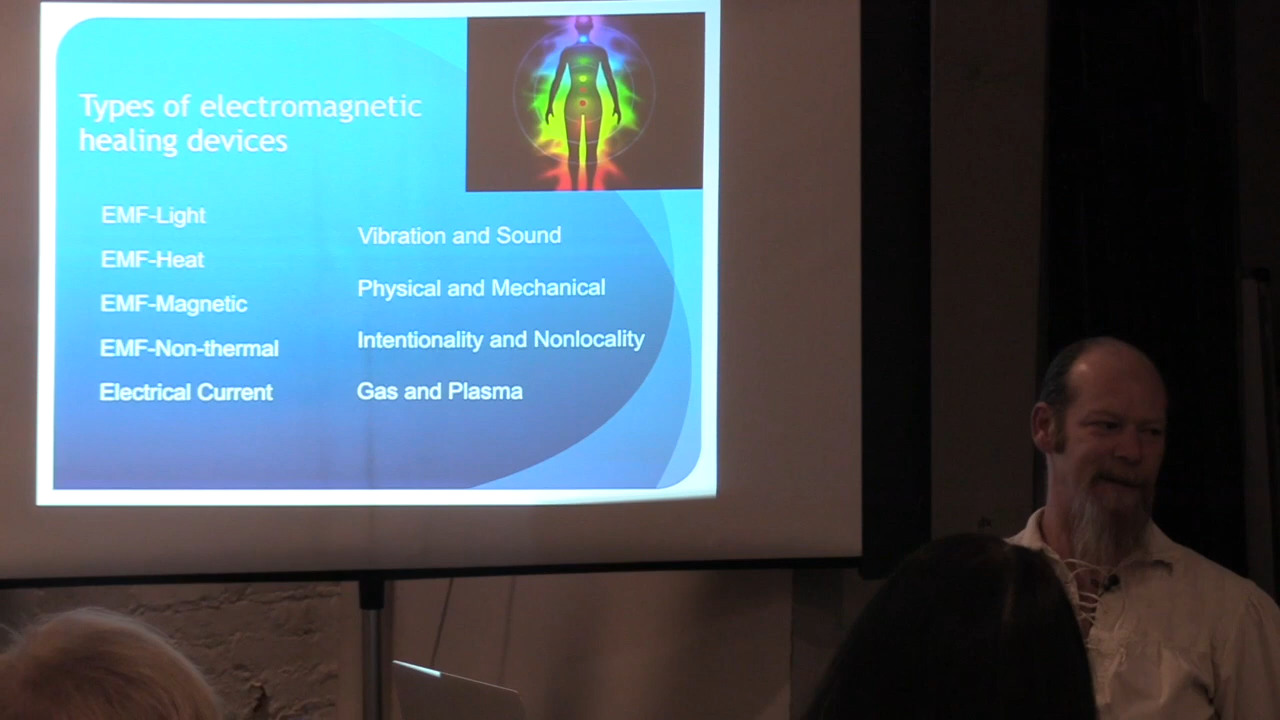 Types of electromagnetic
healing devices
EMF-Light
EMF-Heat
EMF-Magnetic
EMF-Non-thermal
Electrical Current
Vibration and Sound
Physical and Mechanical
Intentionality and Nonlocality
Gas and Plasma